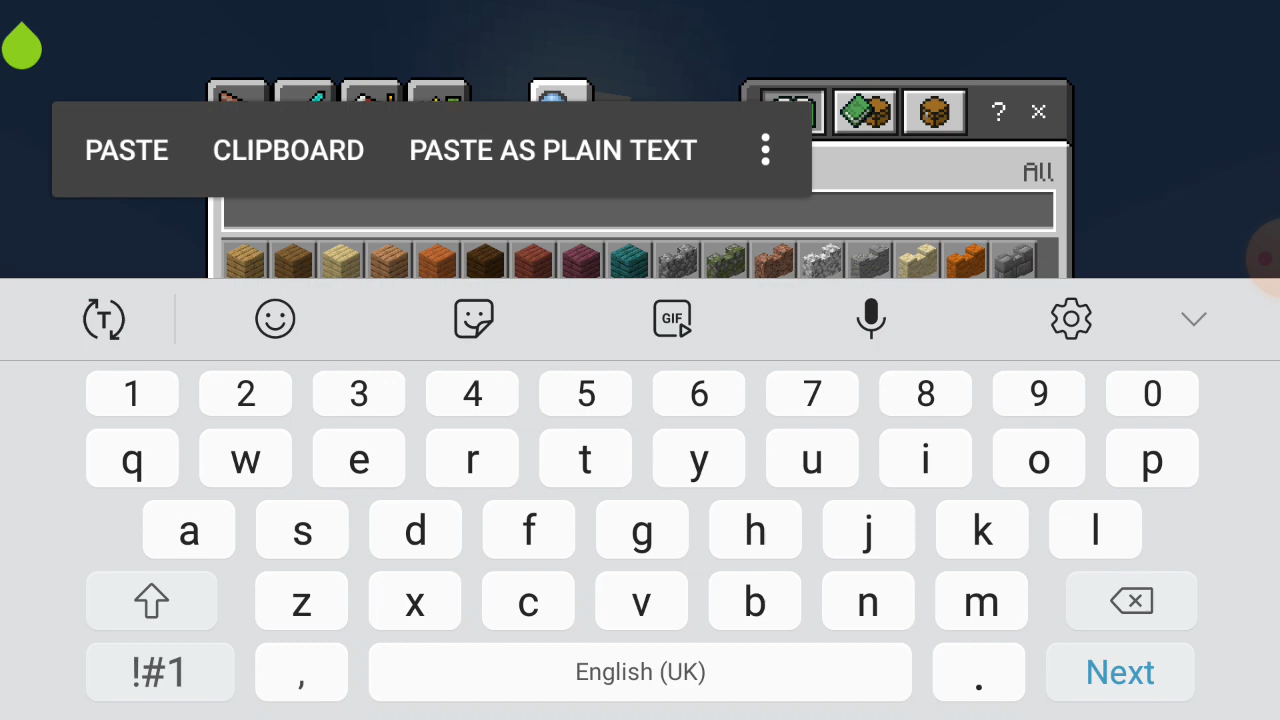 ? ×
PASTE CLIPBOARD PASTE AS PLAIN TEXT
All
T GIF
1 2 3 4 5 6 7 8 9 0
q w e r t y u i o p
a s d f g h j k l
z x c v b n m
!#1 , English (UK) . Next